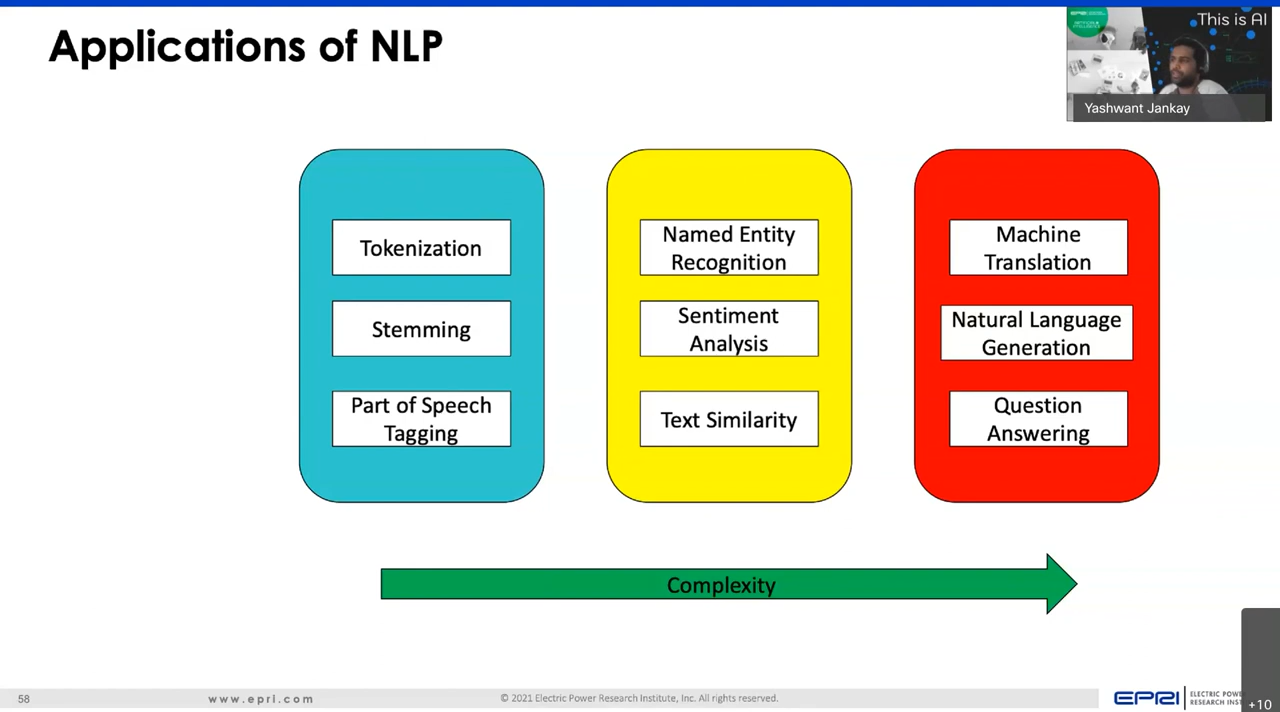 Applications of NLP
This is AI
Yashwant Jankay
Tokenization
Stemming
Part of Speech
Tagging
Named Entity
Recognition
Sentiment
Analysis
Text Similarity
Machine
Translation
Natural Language
Generation
Question
Answering
Complexity
58
www.epri.com
© 2021 Electric Power Research Institute, Inc. All rights reserved.
EPRI
ELECTRIC POW
RESEARCH INSTI
+10